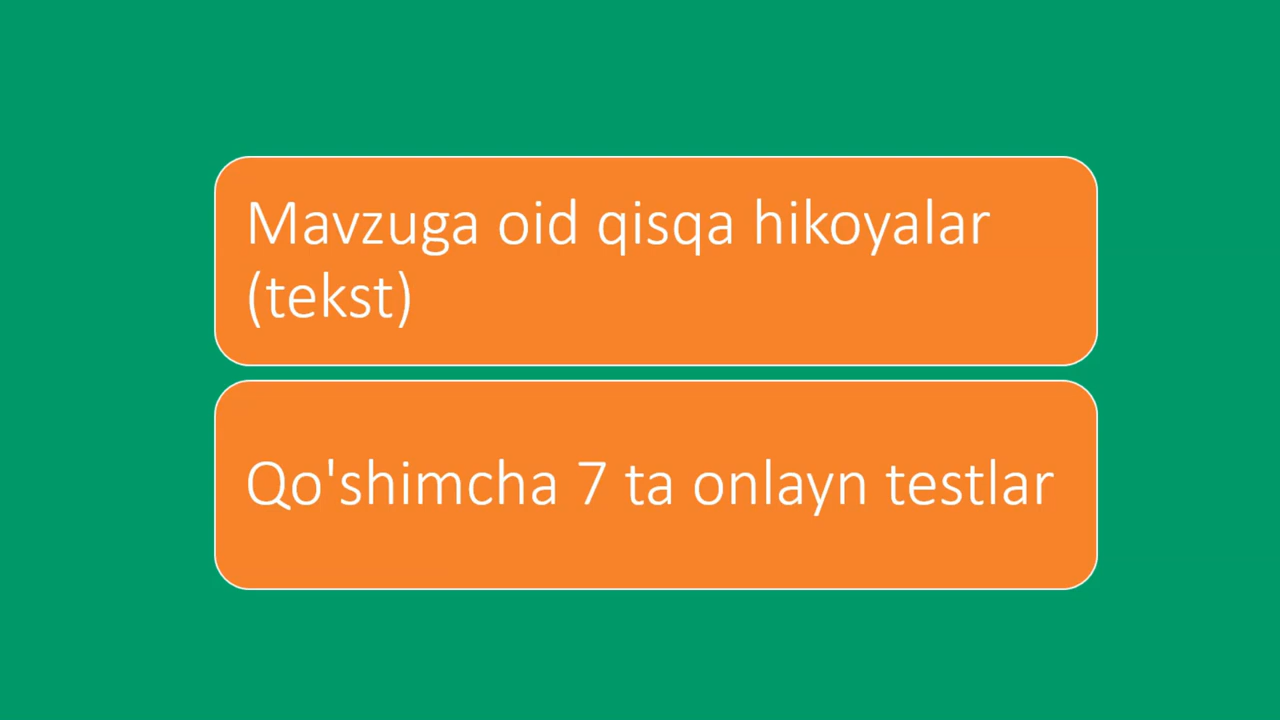 Mavzuga oid qisqa hikoyalar
(tekst)
Qo'shimcha 7 ta onlayn testlar